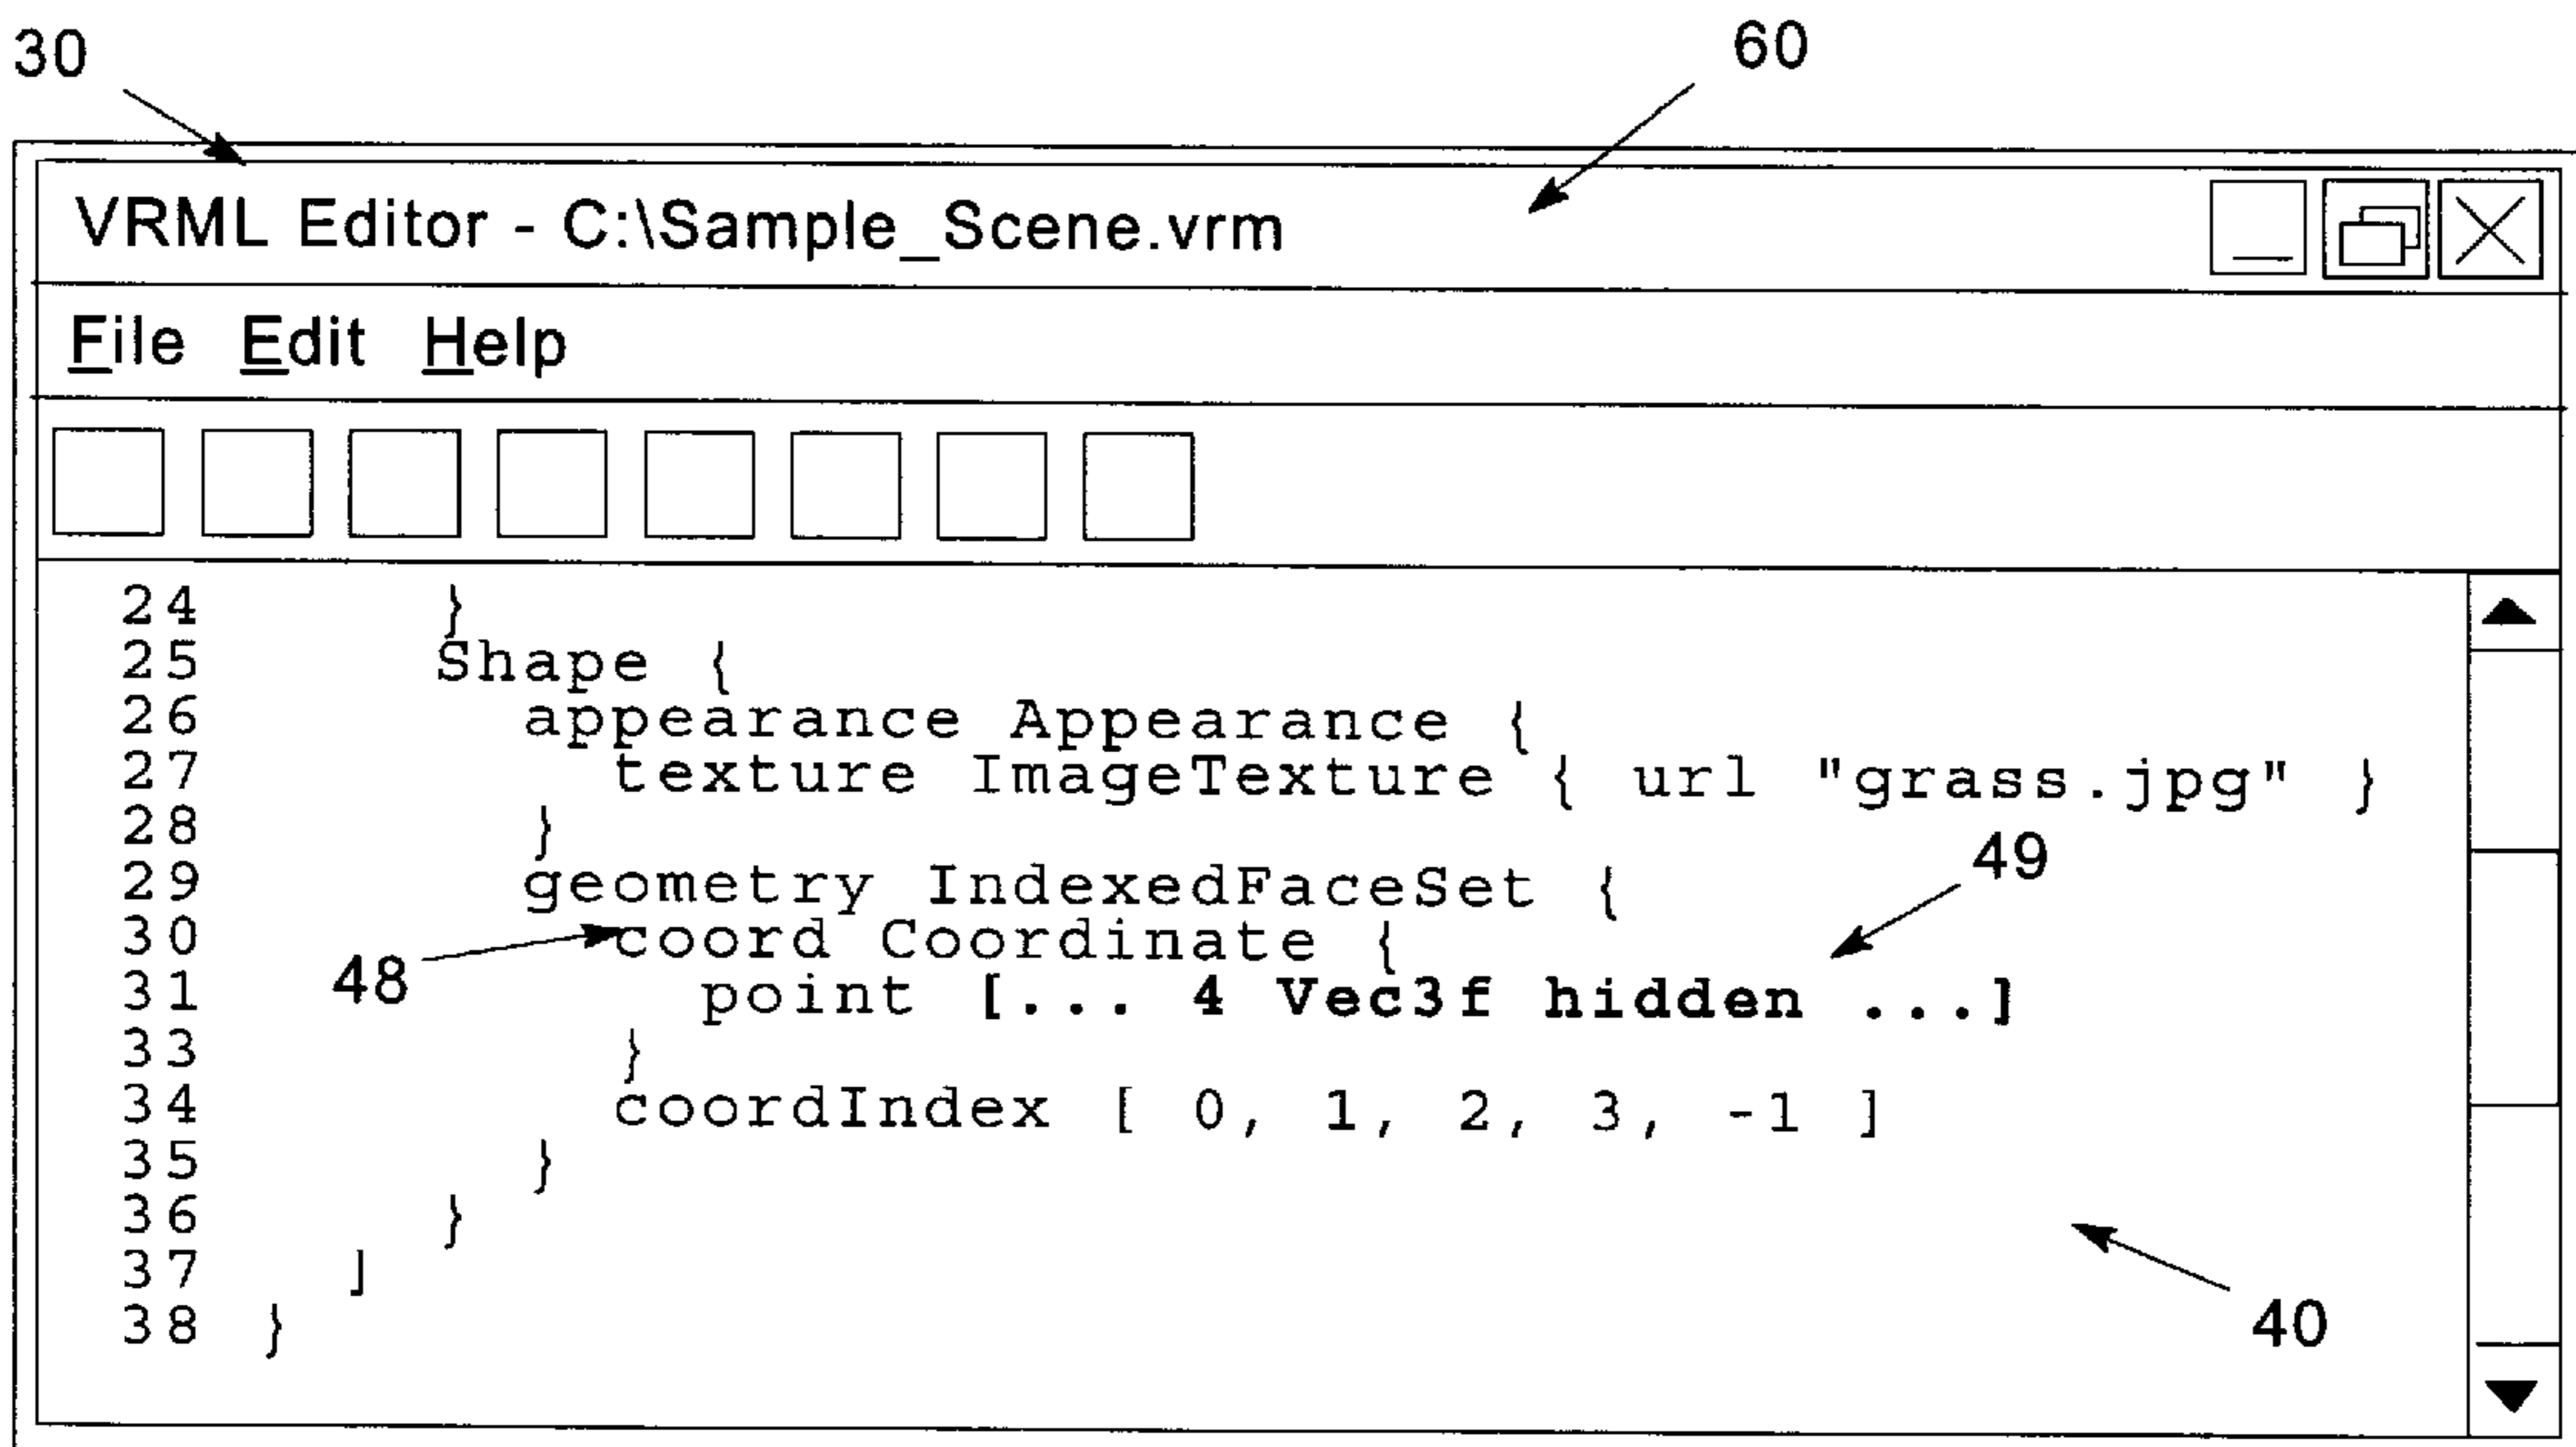 30 60
VRML Editor - C:\Sample_Scene.vrm
File Edit Help
24 }
25 Shape {
26 appearance Appearance {
27 texture ImageTexture { url "grass.jpg" }
28 }
49
29 geometry IndexedFaceSet {
30 coord Coordinate {
48
31 point [... 4 Vec3f hidden ...]
33 }
34 coordIndex [ 0, 1, 2, 3, -1 ]
35 }
36 }
37 ]
38 }
40